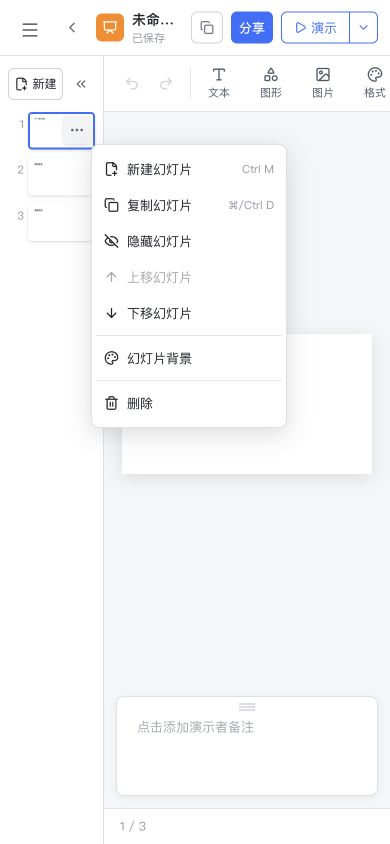 未命...
已保存
分享
演示
新建
文本
图形
图片
格式
1
2
3
新建幻灯片 Ctrl M
复制幻灯片 ⌘/Ctrl D
隐藏幻灯片
上移幻灯片
下移幻灯片
幻灯片背景
删除
点击添加演示者备注
1 / 3